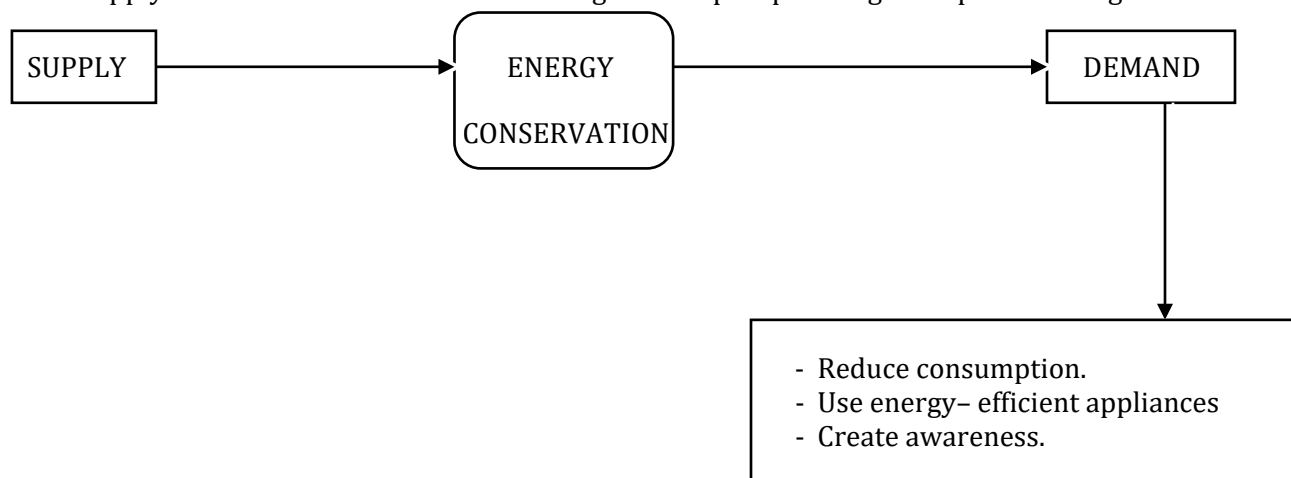 SUPPLY
ENERGY
CONSERVATION
DEMAND
- Reduce consumption.
- Use energy– efficient appliances
- Create awareness.